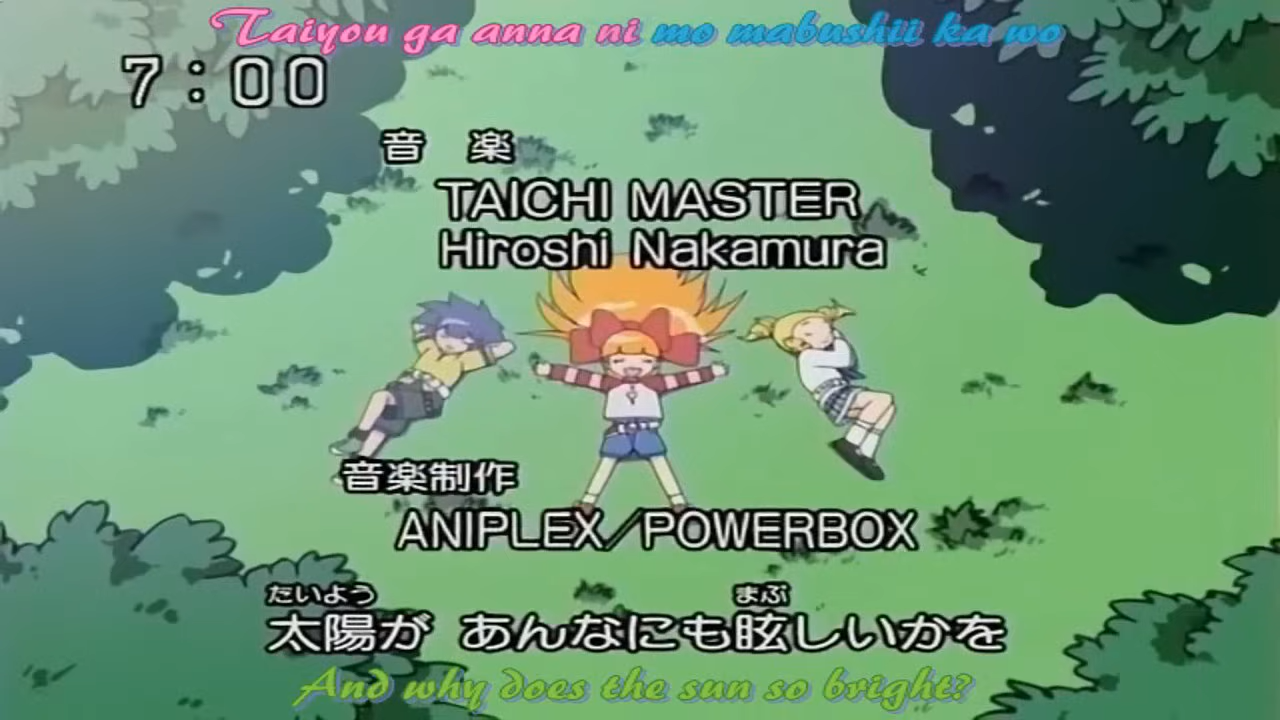 Taiyou ga anna ni mo mabushii ka wo
7:00
音 楽
TAICHI MASTER
Hiroshi Nakamura
音楽制作
ANIPLEX/POWERBOX
たいよう まぶ
太陽が あんなにも眩しいかを
And why does the sun so bright?